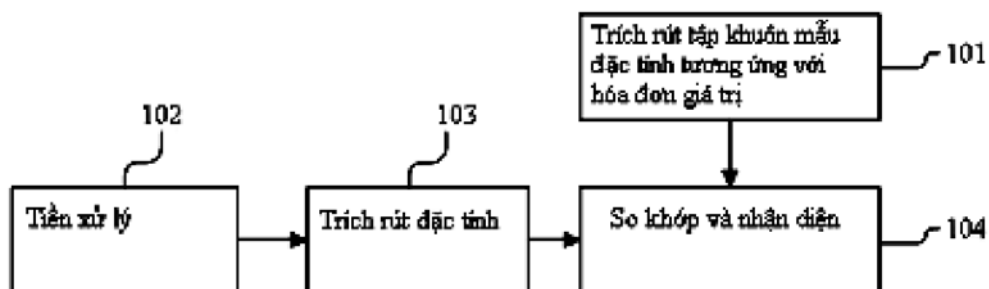 Trích rút tập khuôn mẫu
đặc tính tương ứng với
hóa đơn giá trị
101
102
103
Tiền xử lý
Trích rút đặc tính
So khớp và nhận diện
104